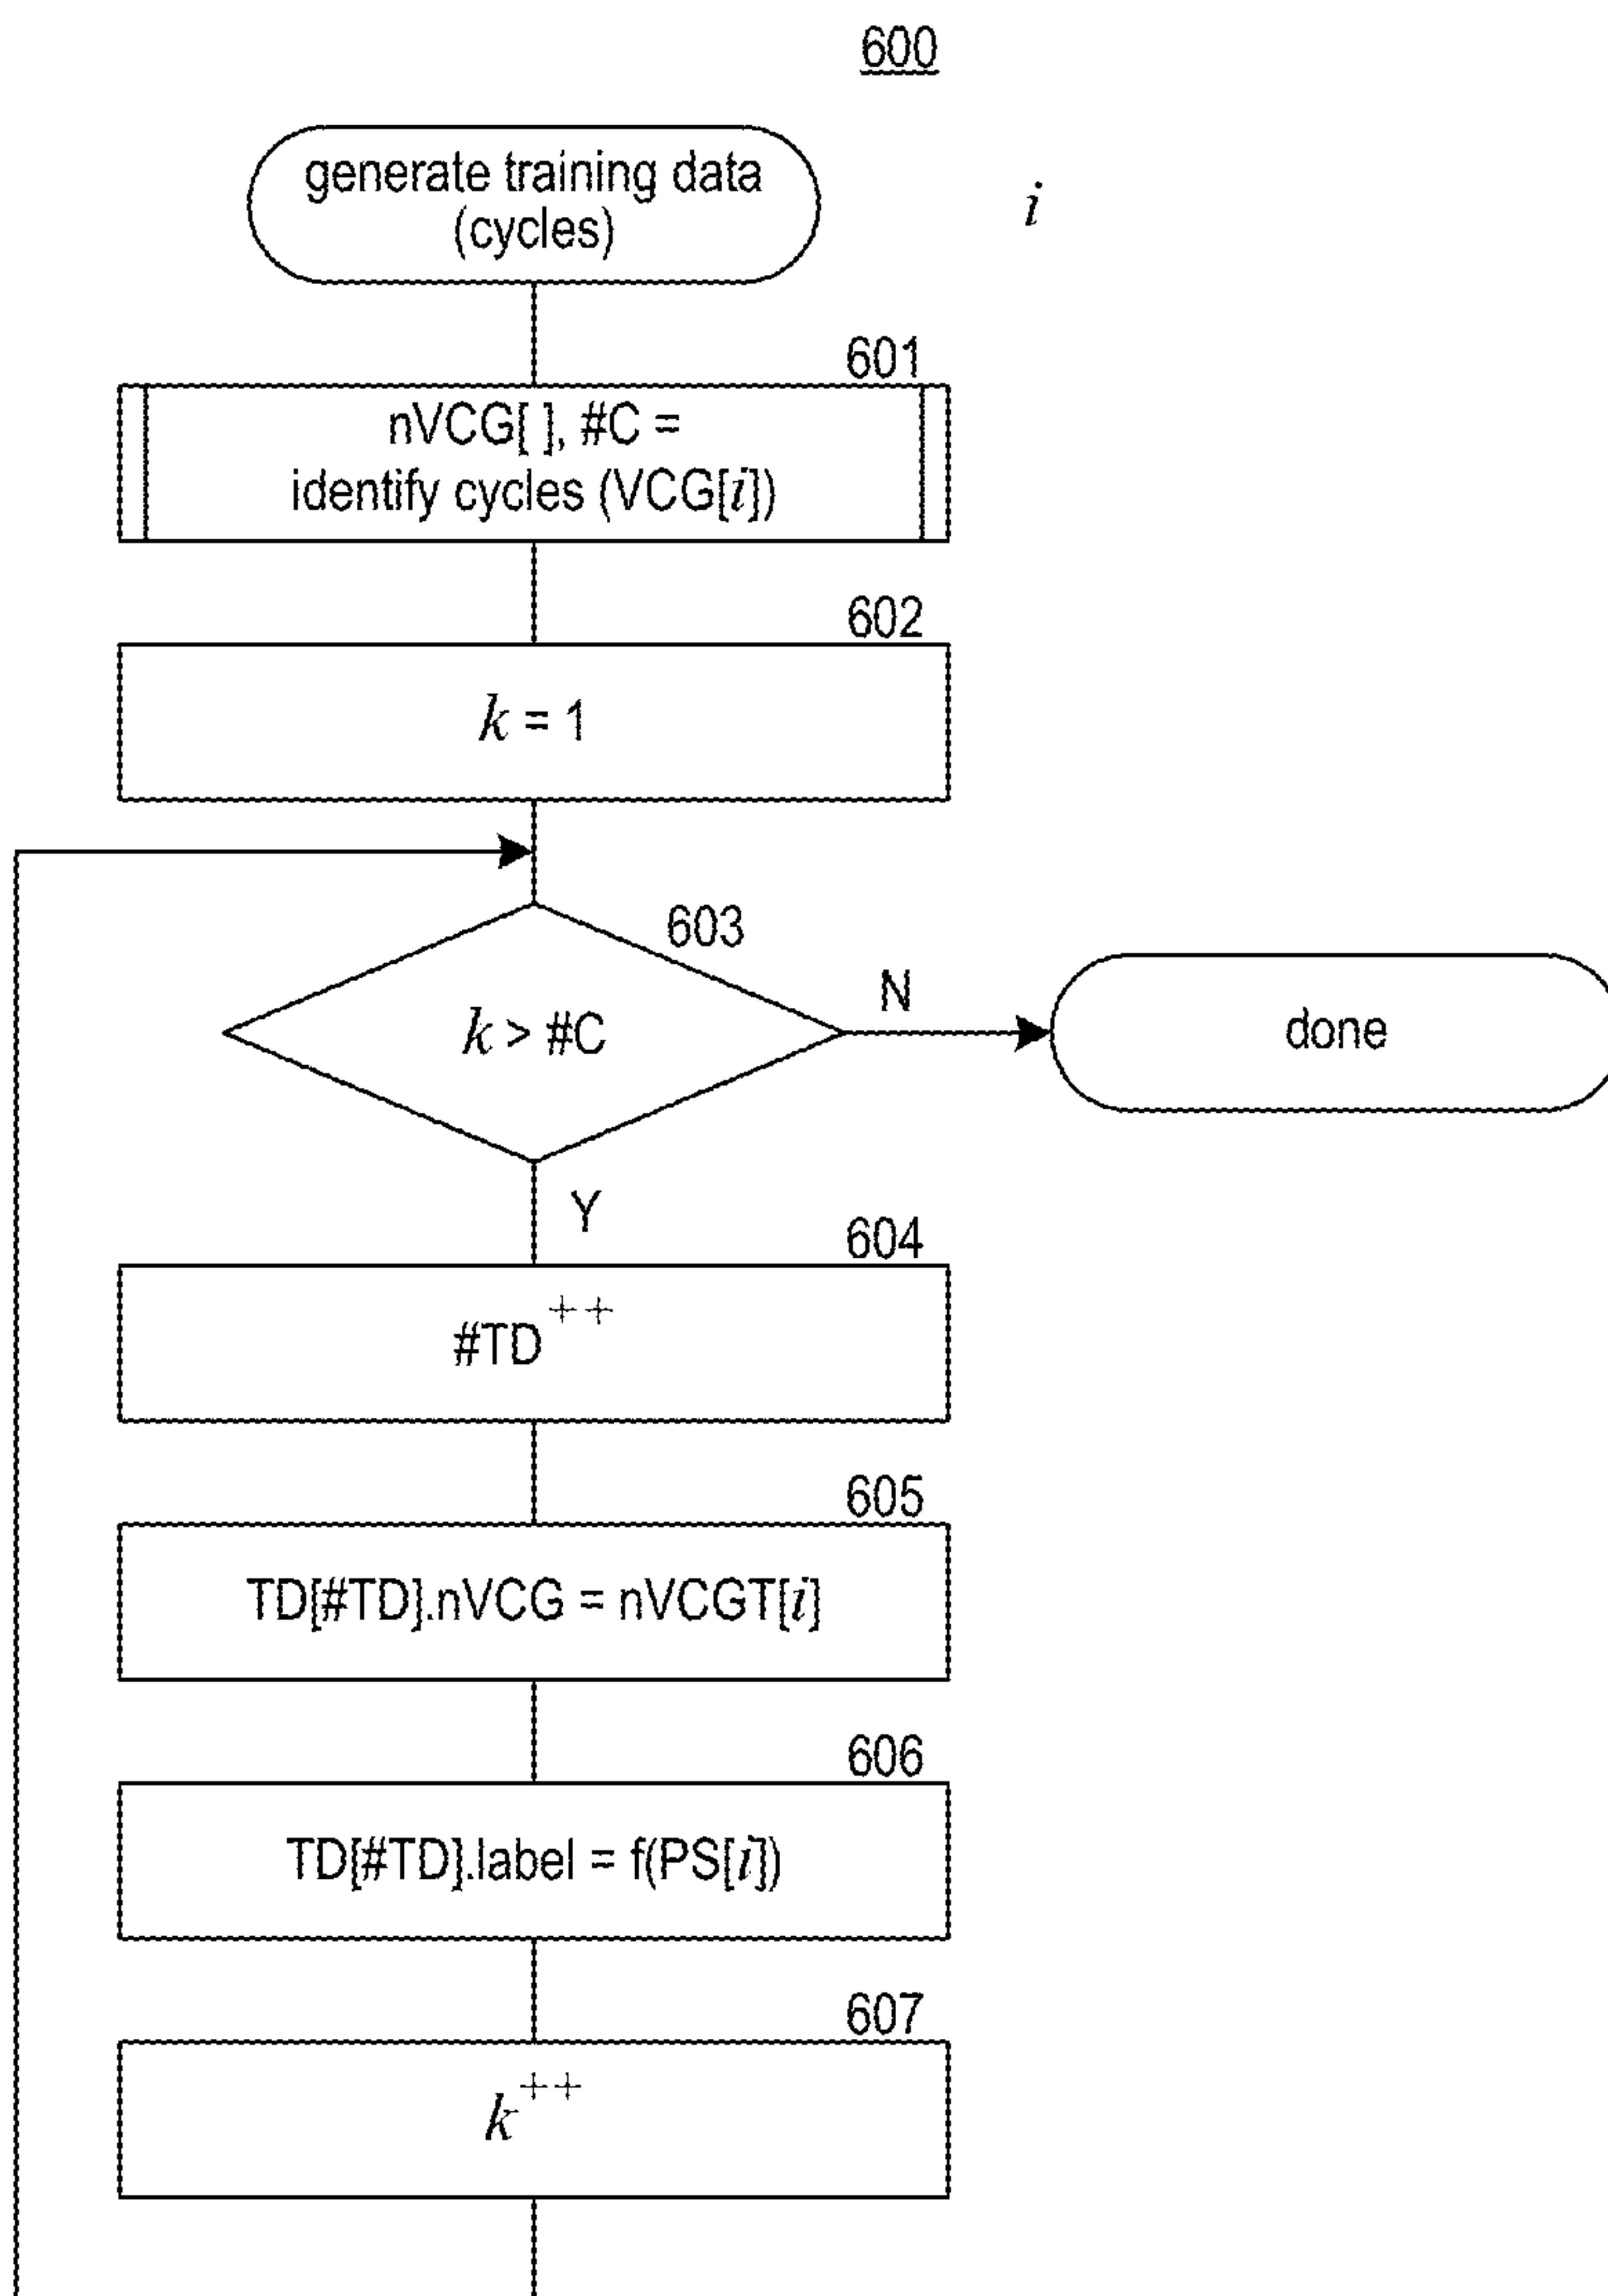 600
generate training data
(cycles)
i
601
nVCG[ ], #C =
identify cycles (VCG[i])
602
k = 1
603
k > #C
N
done
Y
604
#TD++
605
TD[#TD].nVCG = nVCGT[i]
606
TD[#TD].label = f(PS[i])
607
k++